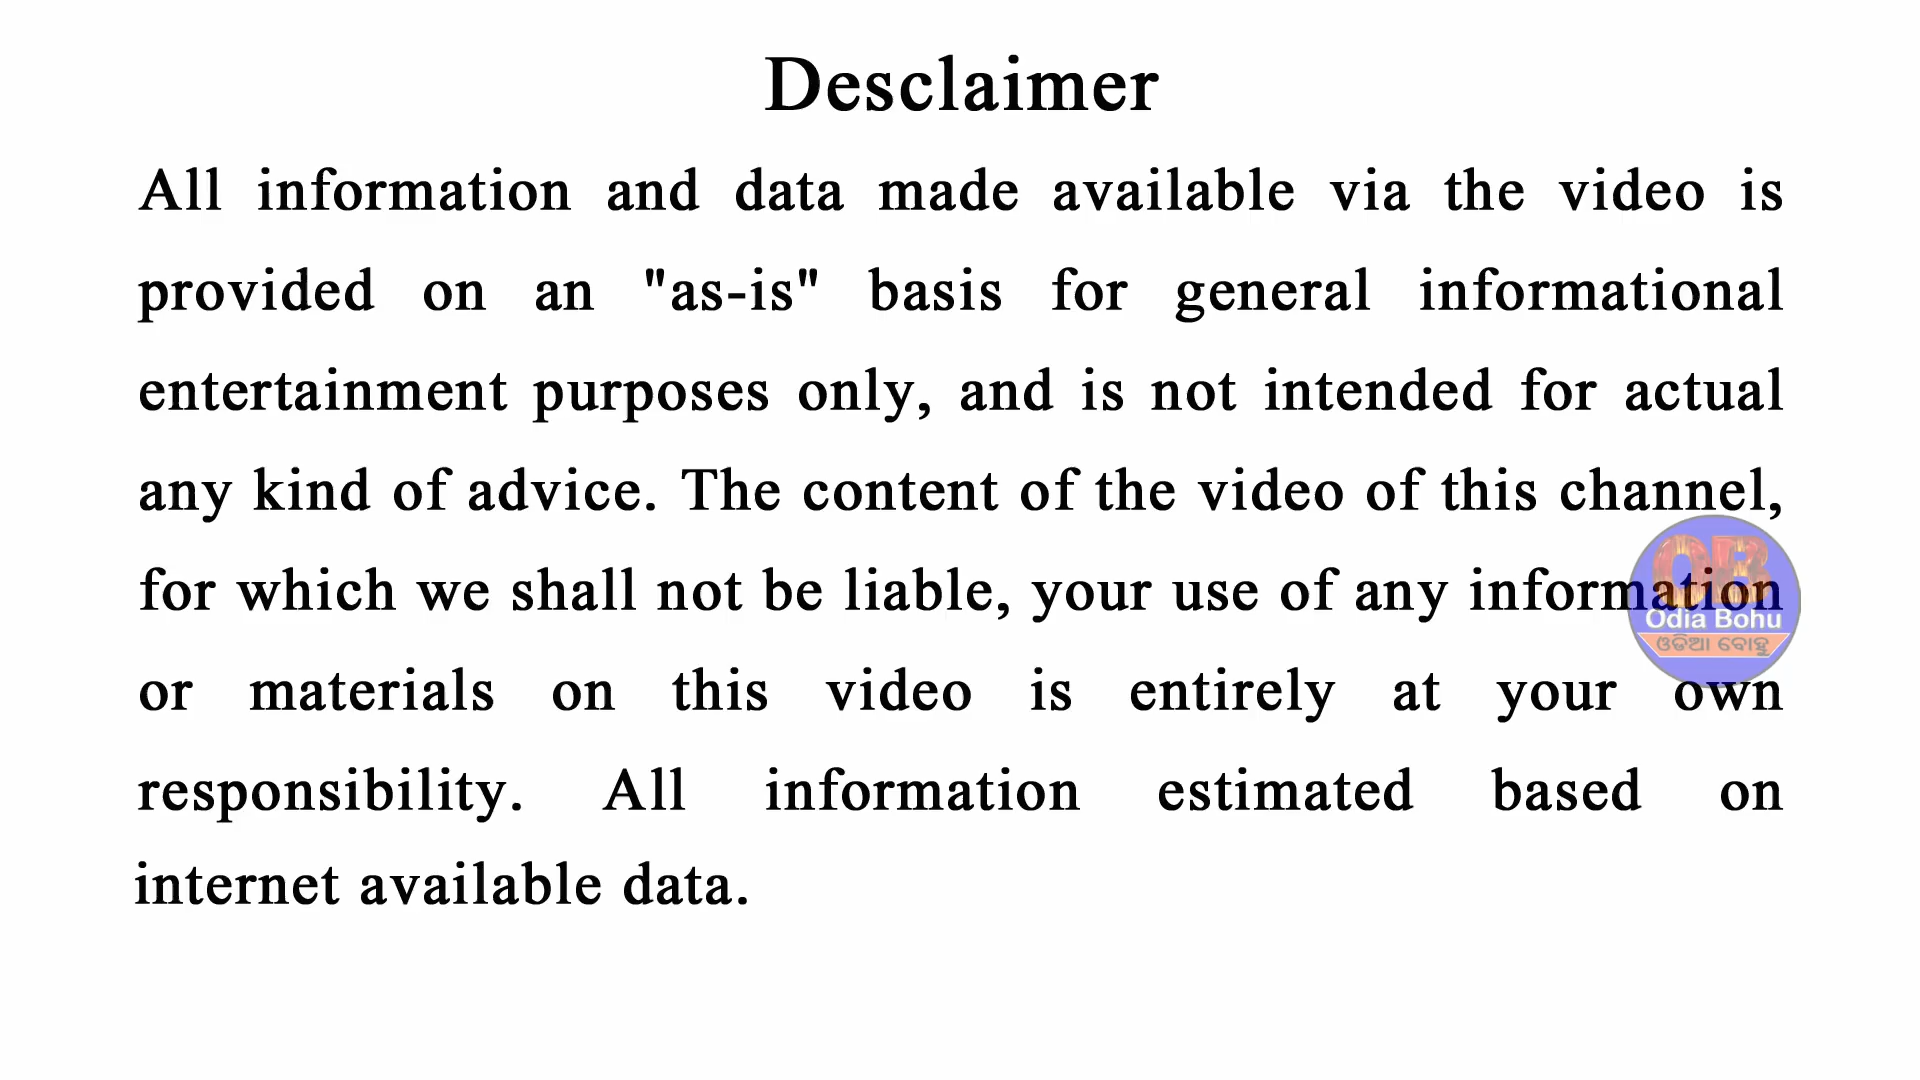 Desclaimer
All information and data made available via the video is
provided on an "as-is" basis for general informational
entertainment purposes only, and is not intended for actual
any kind of advice. The content of the video of this channel,
for which we shall not be liable, your use of any information
or materials on this video is entirely at your own
responsibility. All information estimated based on
internet available data.
OB
Odia Bohu
ଓଡିଆ ବୋହୁ